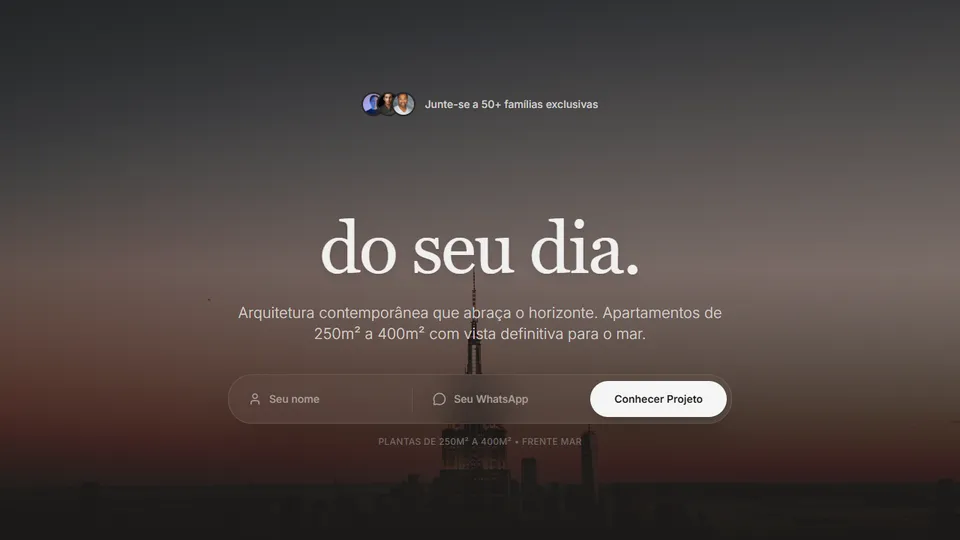 Junte-se a 50+ famílias exclusivas
do seu dia.
Arquitetura contemporânea que abraça o horizonte. Apartamentos de
250m² a 400m² com vista definitiva para o mar.
Seu nome
Seu WhatsApp
Conhecer Projeto
PLANTAS DE 250M² A 400M² • FRENTE MAR